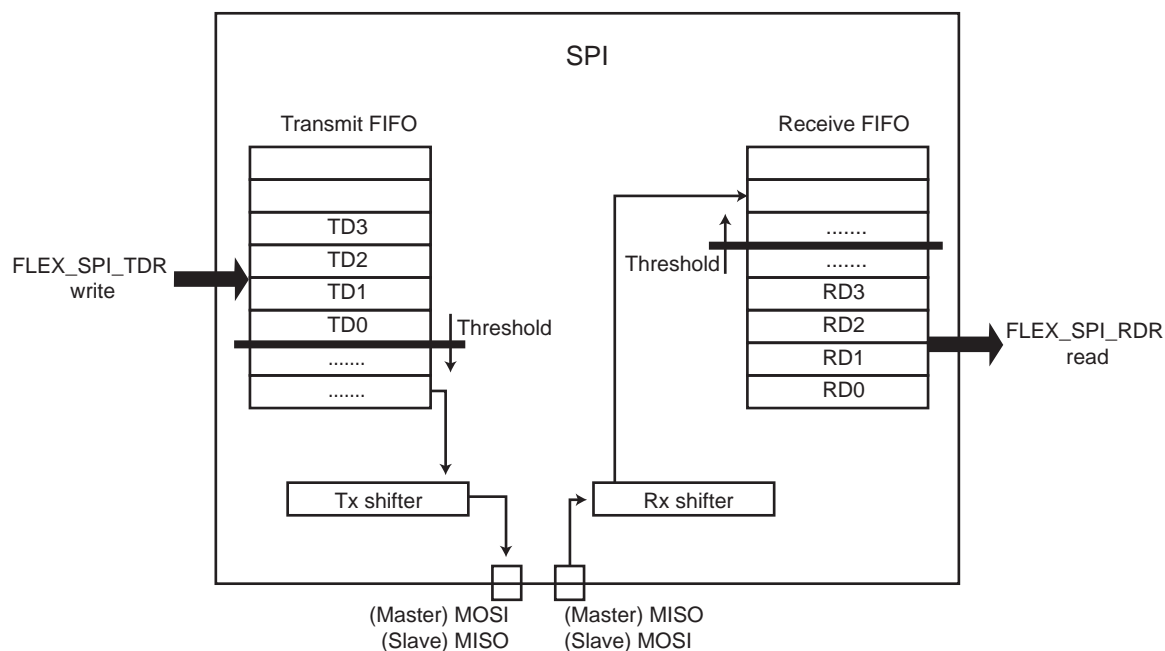 SPI
Transmit FIFO
TD3
TD2
TD1
TD0
.......
.......
FLEX_SPI_TDR
write
Threshold
Tx shifter
(Master) MOSI
(Slave) MISO
Receive FIFO
.......
.......
RD3
RD2
RD1
RD0
Threshold
FLEX_SPI_RDR
read
Rx shifter
(Master) MISO
(Slave) MOSI